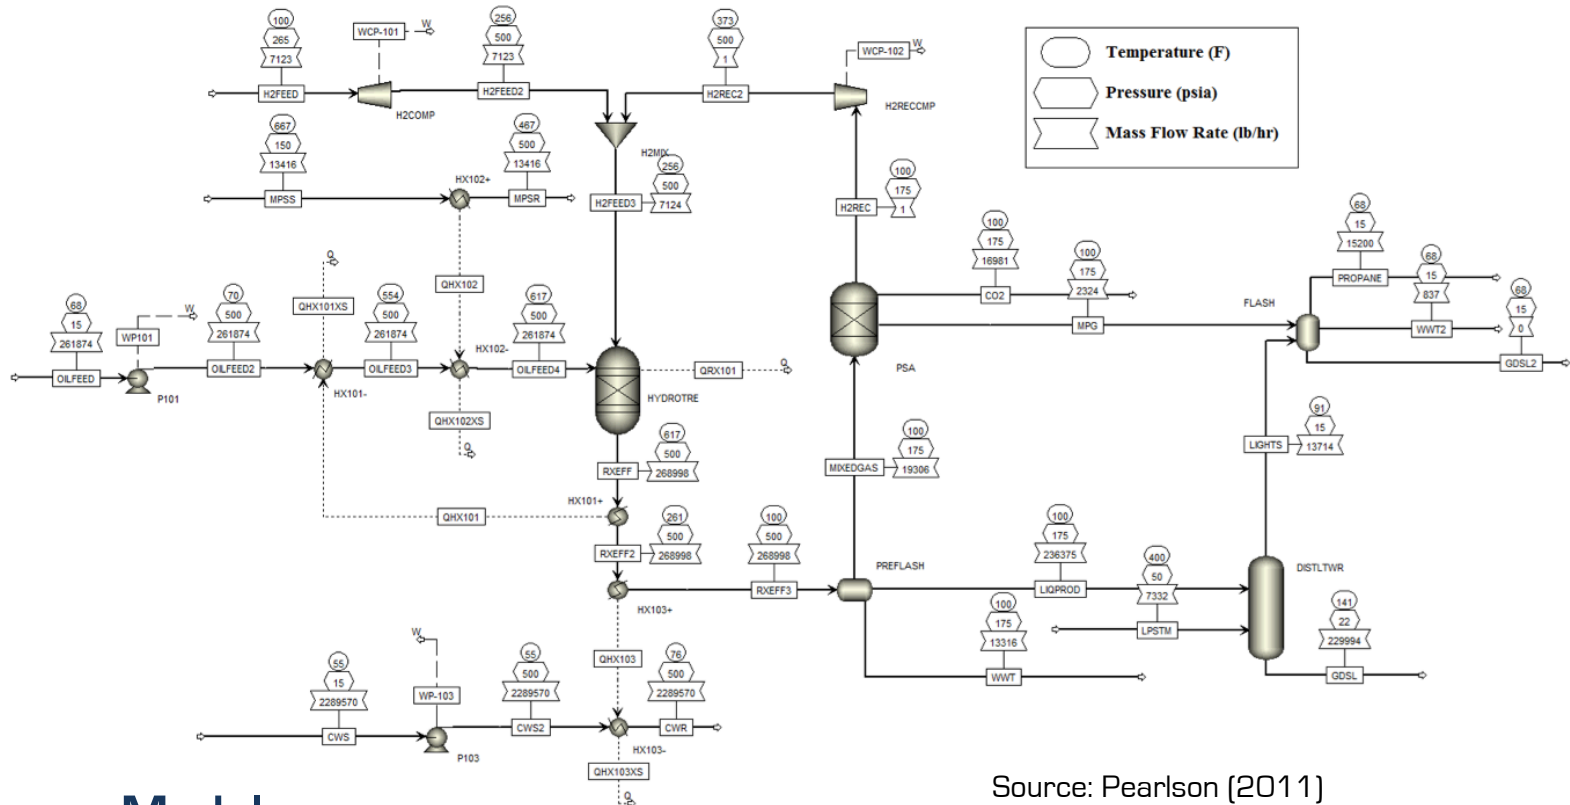 100
265
7123
H2FEED
H2COMP
WCP-101
W
256
500
7123
H2FEED2
373
500
1
H2REC2
WCP-102
W
H2RECCMP
Temperature (F)
Pressure (psia)
Mass Flow Rate (lb/hr)
667
150
13416
MPSS
HX102+
467
500
13416
MPSR
H2MIX
256
500
7124
H2FEED3
100
175
1
H2REC
100
175
16981
CO2
100
175
2324
MPG
68
15
15200
PROPANE
68
15
837
WWT2
68
15
0
GDSL2
FLASH
68
15
261874
OILFEED
WP101
W
P101
70
500
261874
OILFEED2
Q
QHX101XS
HX101-
554
500
261874
OILFEED3
QHX102
HX102-
QHX102XS
Q
617
500
261874
OILFEED4
HYDROTRE
QRX101
Q
PSA
617
500
RXEFF
268998
MIXEDGAS
100
175
19306
91
15
LIGHTS
13714
HX101+
QHX101
261
500
RXEFF2
268998
100
500
268998
RXEFF3
PREFLASH
100
175
236375
LIQPROD
400
50
7332
LPSTM
DISTLTWR
HX103+
100
175
13316
WWT
141
22
229994
GDSL
55
15
2289570
CWS
W
WP-103
P103
55
500
2289570
CWS2
QHX103
HX103-
QHX103XS
Q
76
500
2289570
CWR
Source: Pearlson (2011)